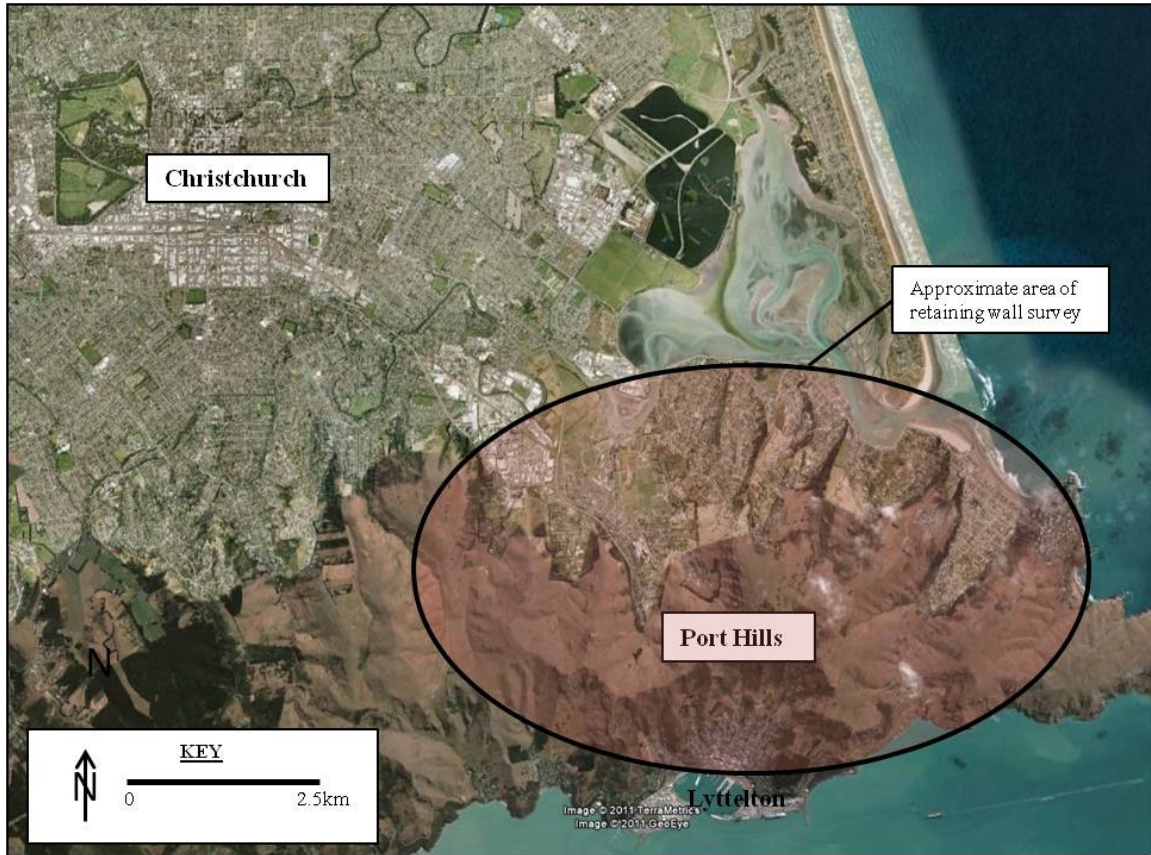 Christchurch
Approximate area of
retaining wall survey
Port Hills
N
KEY
N
0 2.5km
Lyttelton
Image © 2011 TerraMetrics
Image © 2011 GeoEye